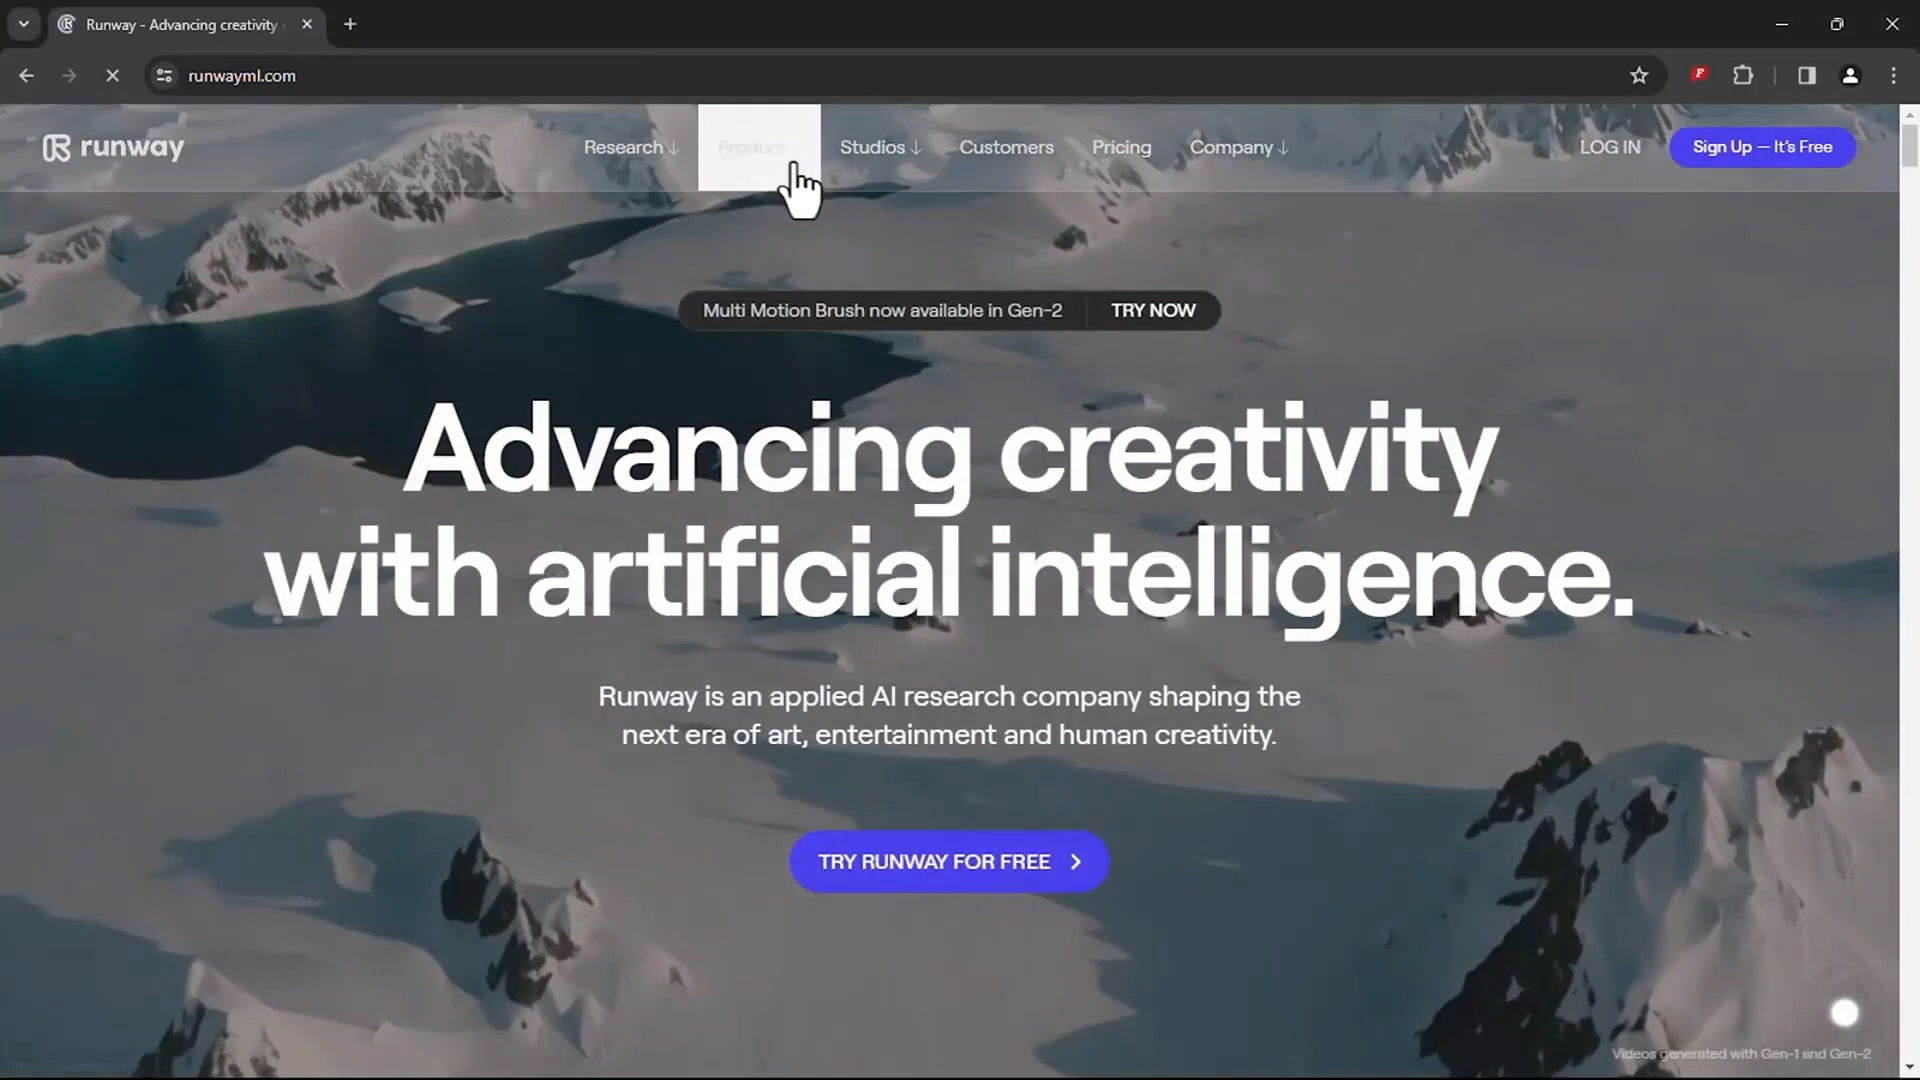 Runway - Advancing creativity
runwayml.com
runway
Research ↓
Product
Studios ↓
Customers
Pricing
Company ↓
LOG IN
Sign Up — It's Free
Multi Motion Brush now available in Gen-2
TRY NOW
Advancing creativity
with artificial intelligence.
Runway is an applied AI research company shaping the
next era of art, entertainment and human creativity.
TRY RUNWAY FOR FREE
Videos generated with Gen-1 and Gen-2